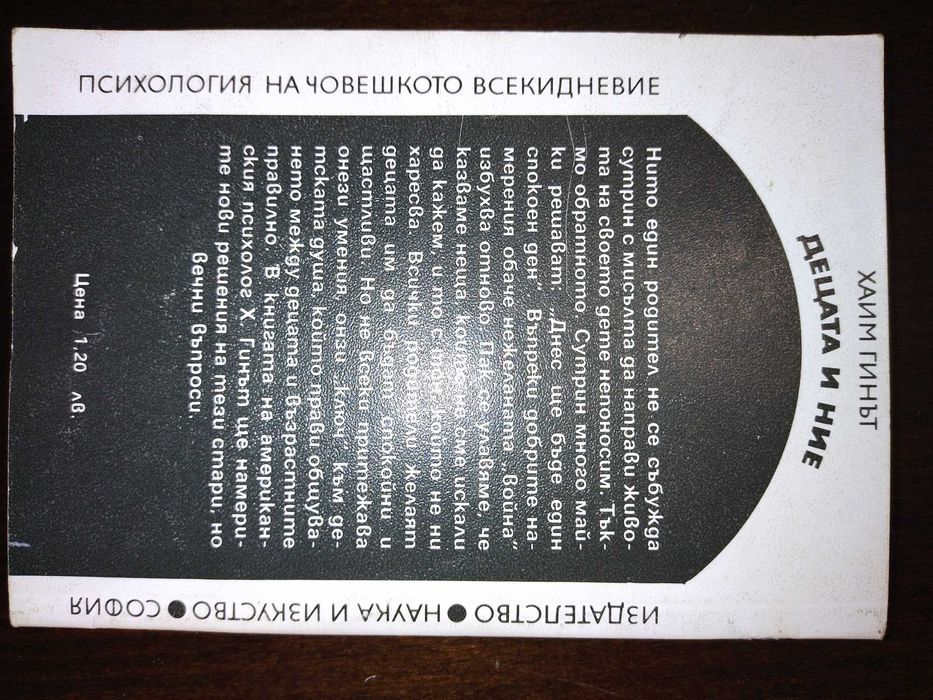 ХАИМ ГИНЪТ
ДЕЦАТА И НИЕ
ПСИХОЛОГИЯ НА ЧОВЕШКОТО ВСЕКИДНЕВИЕ
Нито един родител не се събужда
сутрин с мисълта да направи живо-
та на своето дете непоносим. Тък-
мо обратното. Сутрин много май-
ки решават: „Днес ще бъде един
спокоен ден“. Въпреки добрите на-
мерения обаче нежеланата „война“
избухва отново. Пак се улавяме, че
казваме неща, които не сме искали
да кажем, и то с тон, който не ни
харесва. Всички родители желаят
децата им да бъдат спокойни и
щастливи. Но не всеки притежава
онези умения, онзи „ключ“ към де-
тската душа, който прави общува-
нето между децата и възрастните
правилно. В книгата на американ-
ския психолог Х. Гинът ще намери-
те нови решения на тези стари, но
вечни въпроси.
Цена 1,20 лв.
ИЗДАТЕЛСТВО ● НАУКА И ИЗКУСТВО ● СОФИЯ